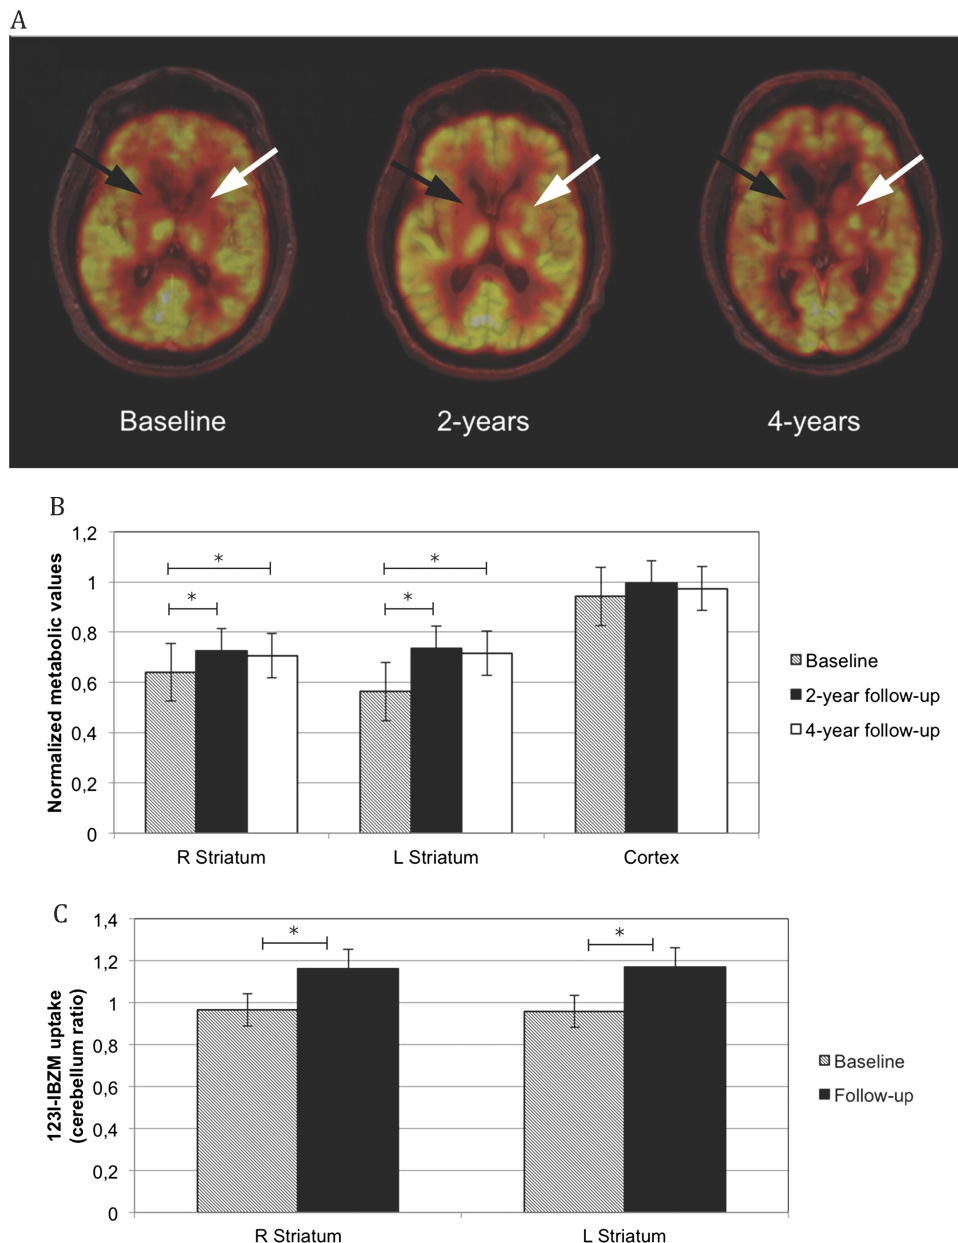 A
Baseline
2-years
4-years
B
Normalized metabolic values
1,2
1
0,8
0,6
0,4
0,2
0
*
*
*
*
R Striatum
L Striatum
Cortex
Baseline
2-year follow-up
4-year follow-up
C
123I-IBZM uptake
(cerebellum ratio)
1,4
1,2
1
0,8
0,6
0,4
0,2
0
*
*
R Striatum
L Striatum
Baseline
Follow-up